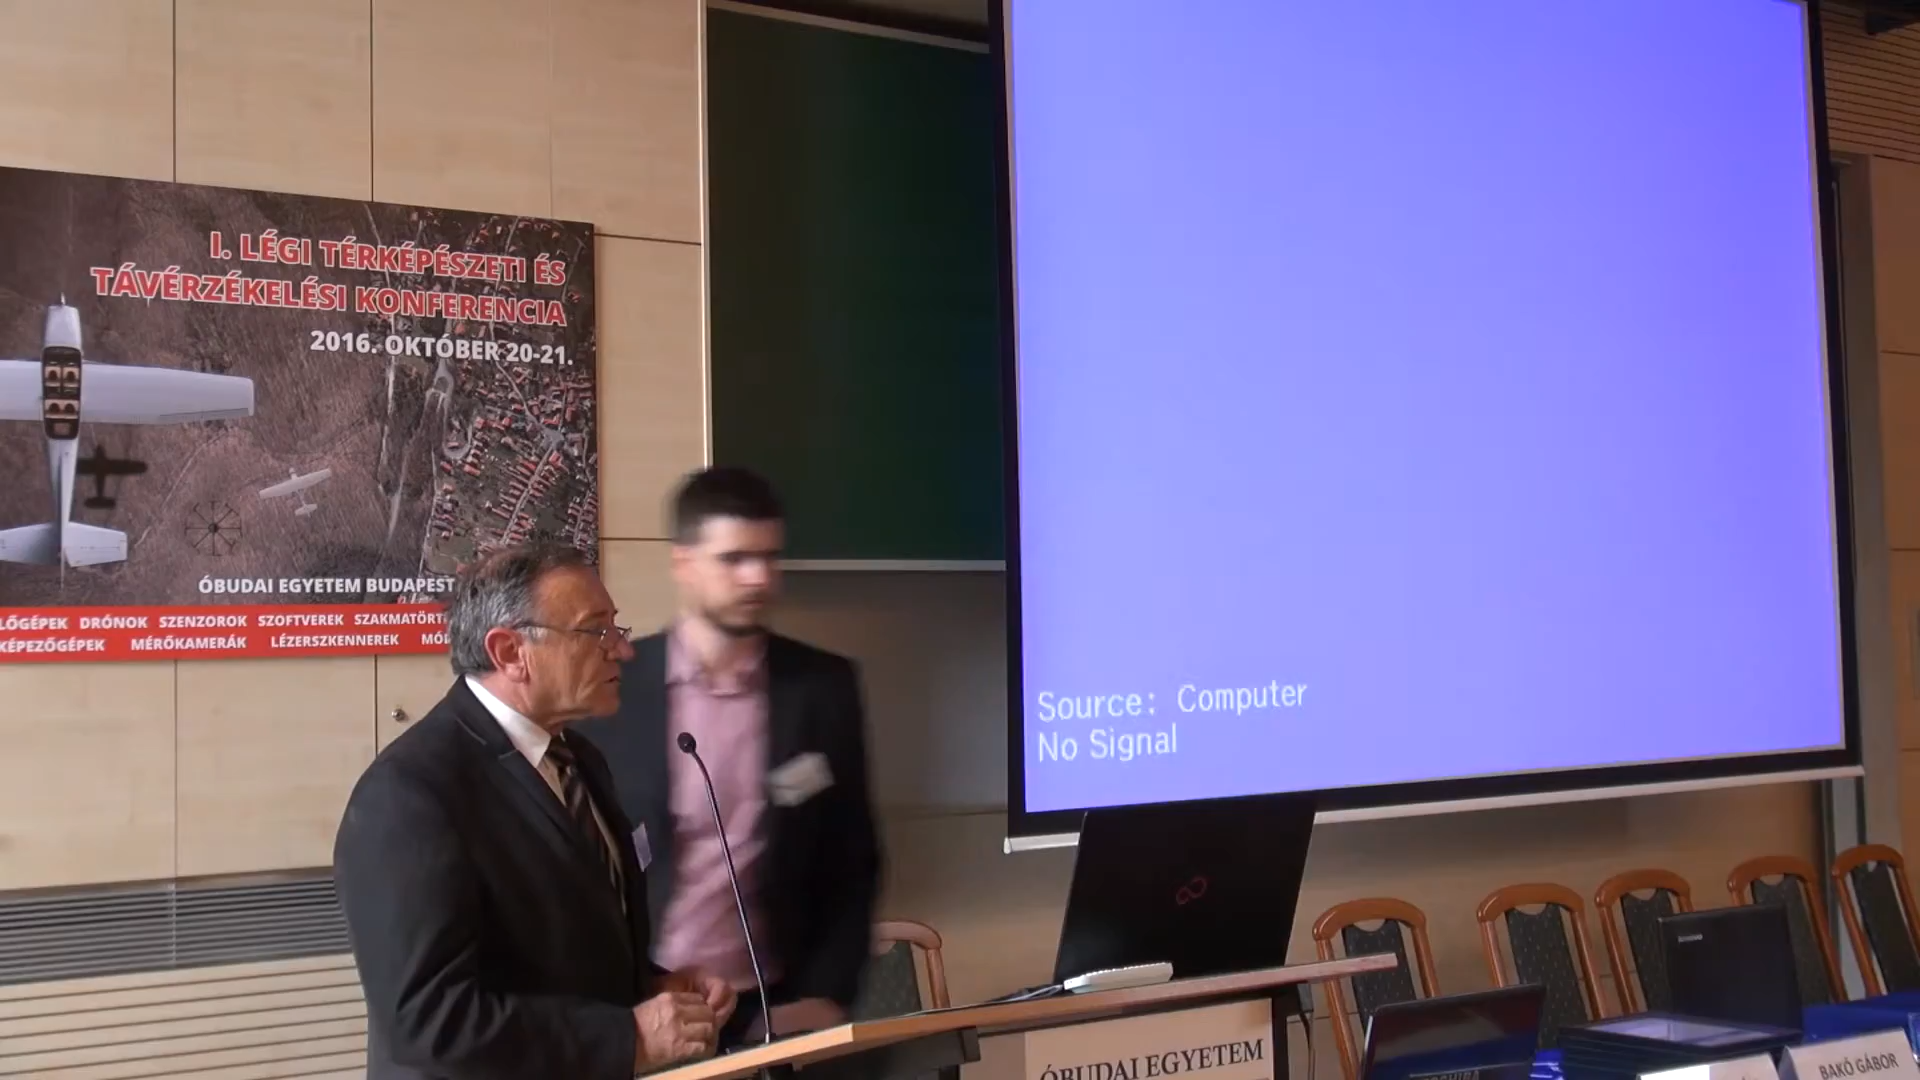 I. LÉGI TÉRKÉPÉSZETI ÉS
TÁVÉRZÉKELÉSI KONFERENCIA
2016. OKTÓBER 20-21.
ÓBUDAI EGYETEM BUDAPEST
DRÓNOK SZENZOROK SZOFTVEREK
MÉRŐKAMERÁK LÉZERSZKENNEREK
Source: Computer
No Signal
lenovo
ÓBUDAI EGYETEM
BAKÓ GÁBOR